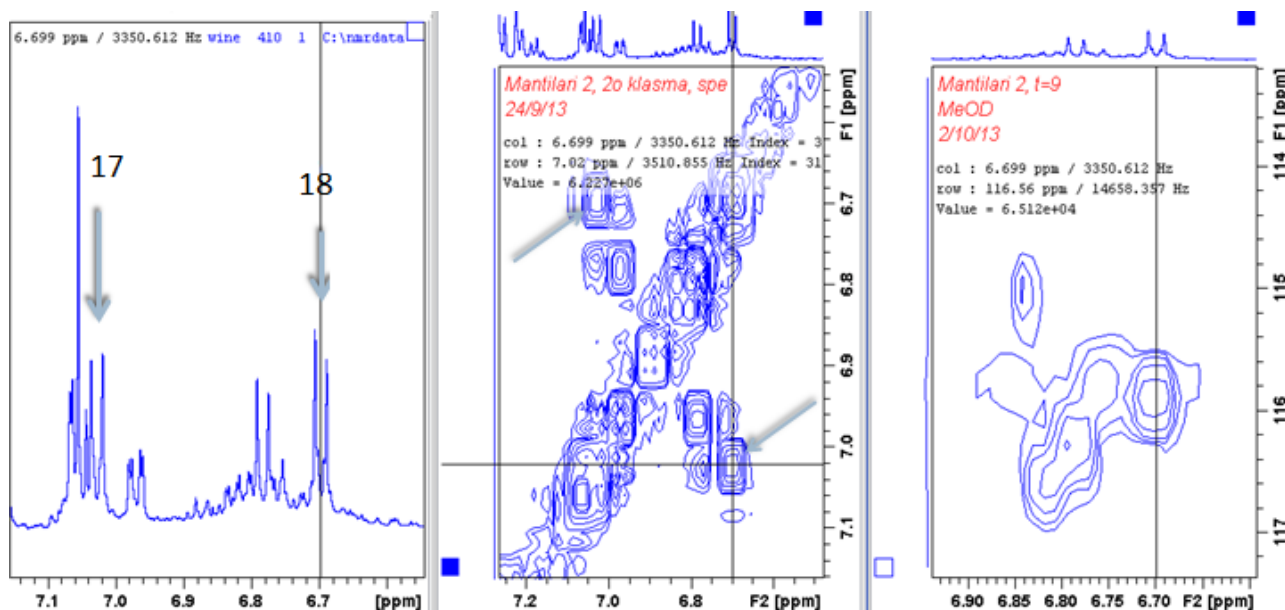 6.699 ppm / 3350.612 Hz wine 410 1 C:\nmrdata
17
18
7.1 7.0 6.9 6.8 6.7 [ppm]
Mantilari 2, 2o klasma, spe
24/9/13
col : 6.699 ppm / 3350.612 Hz Index = 3
row : 7.02 ppm / 3510.855 Hz Index = 31
Value = 6.227e+06
F1 [ppm]
6.7
6.8
6.9
7.0
7.1
7.2 7.0 6.8 F2 [ppm]
Mantilari 2, t=9
MeOD
2/10/13
col : 6.699 ppm / 3350.612 Hz
row : 116.56 ppm / 14658.357 Hz
Value = 6.512e+04
F1 [ppm]
114
115
116
117
6.90 6.85 6.80 6.75 6.70 F2 [ppm]